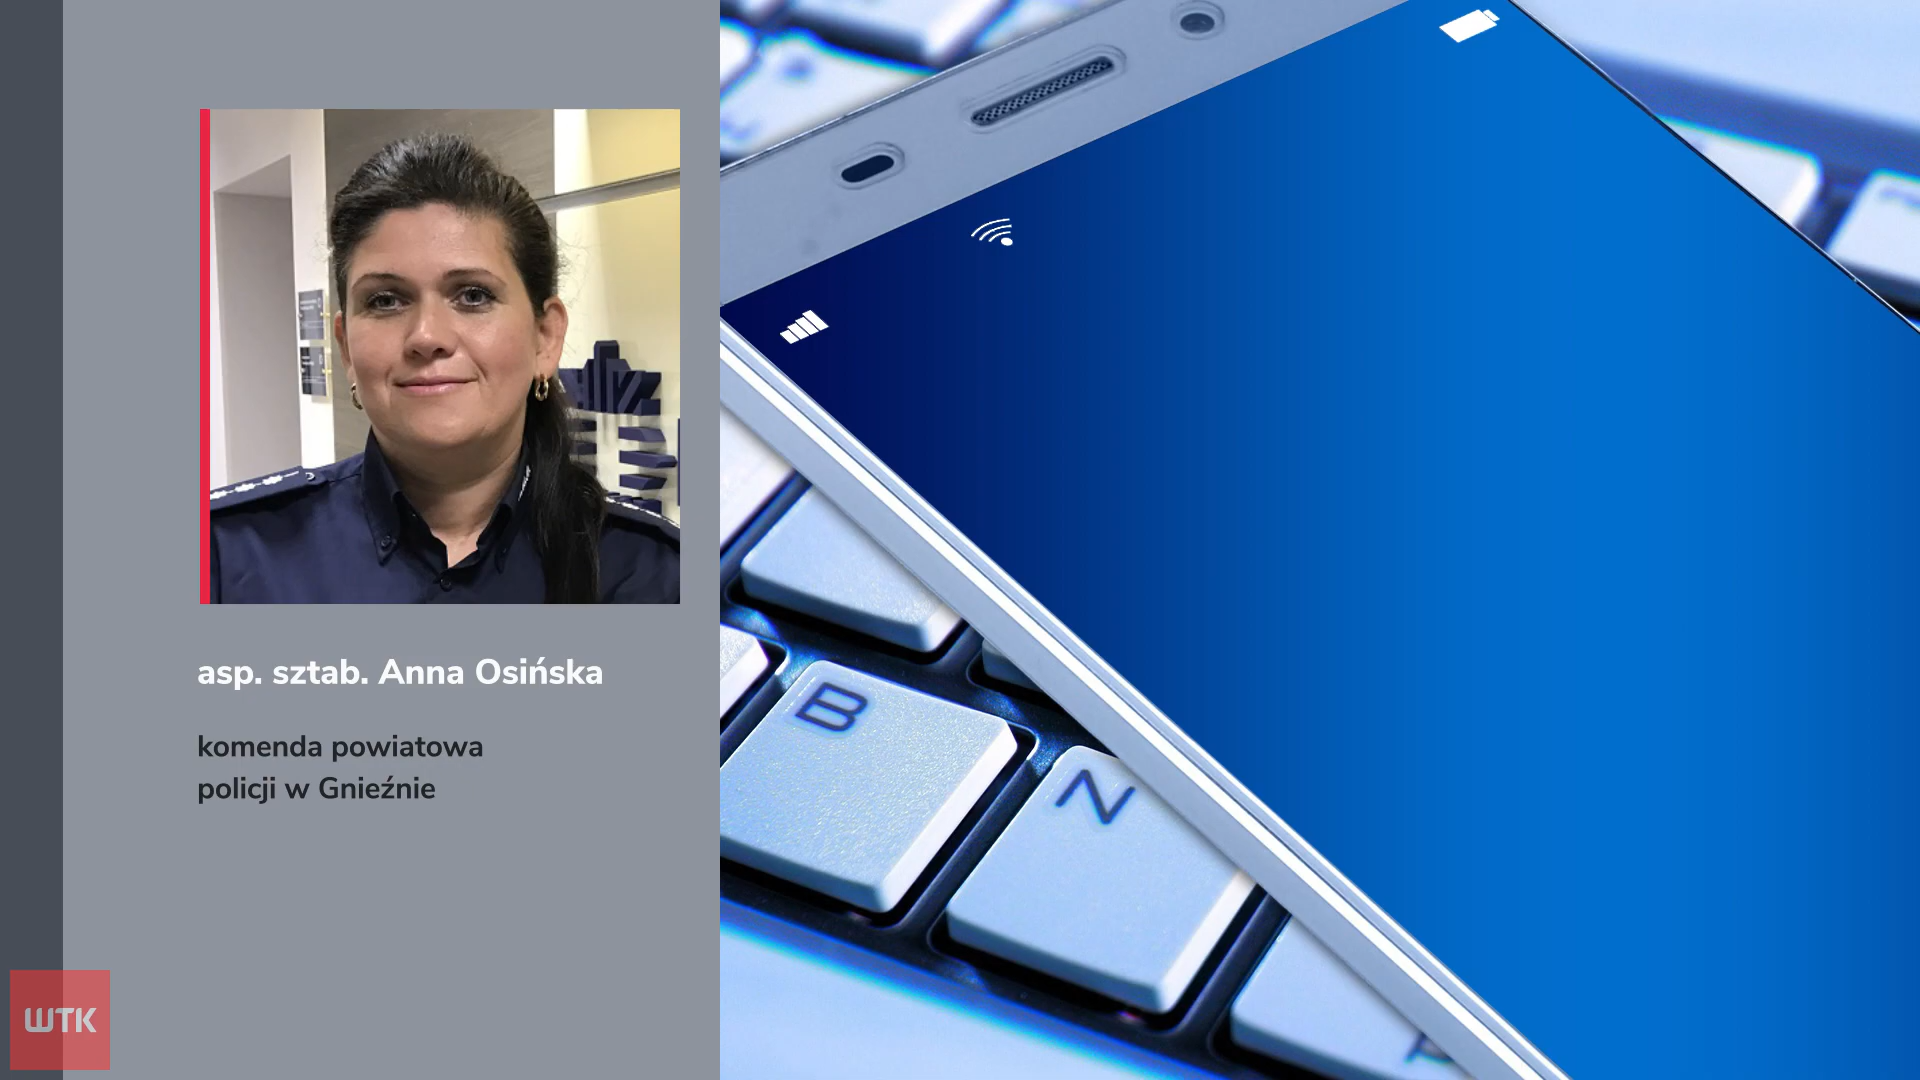 asp. sztab. Anna Osińska
komenda powiatowa
policji w Gnieźnie
WTK
B
N